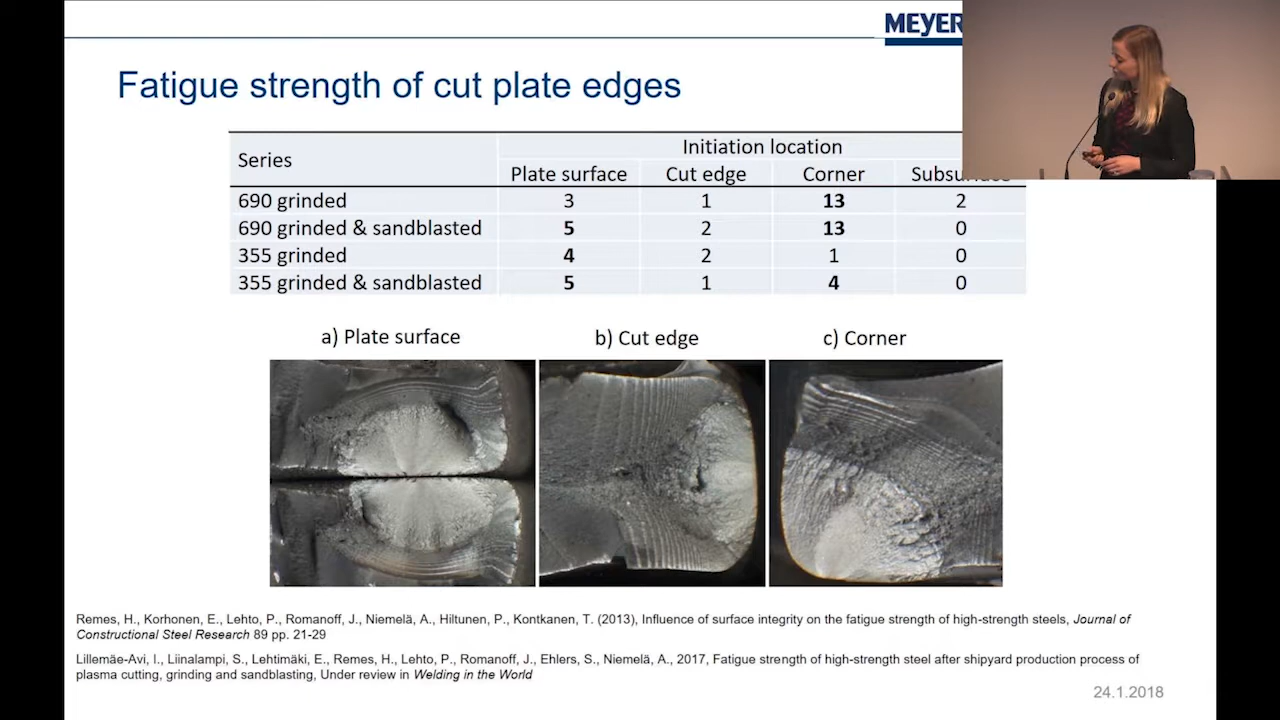 MEYER
Fatigue strength of cut plate edges
Series
Initiation location
Plate surface Cut edge Corner
690 grinded 3 1 13 2
690 grinded & sandblasted 5 2 13 0
355 grinded 4 2 1 0
355 grinded & sandblasted 5 1 4 0
a) Plate surface b) Cut edge c) Corner
Remes, H., Korhonen, E., Lehto, P., Romanoff, J., Niemelä, A., Hiltunen, P., Kontkanen, T. (2013), Influence of surface integrity on the fatigue strength of high-strength steels, Journal of
Constructional Steel Research 89 pp. 21-29
Lillemäe-Avi, I., Liinalampi, S., Lehtimäki, E., Remes, H., Lehto, P., Romanoff, J., Ehlers, S., Niemelä, A., 2017, Fatigue strength of high-strength steel after shipyard production process of
plasma cutting, grinding and sandblasting, Under review in Welding in the World
24.1.2018